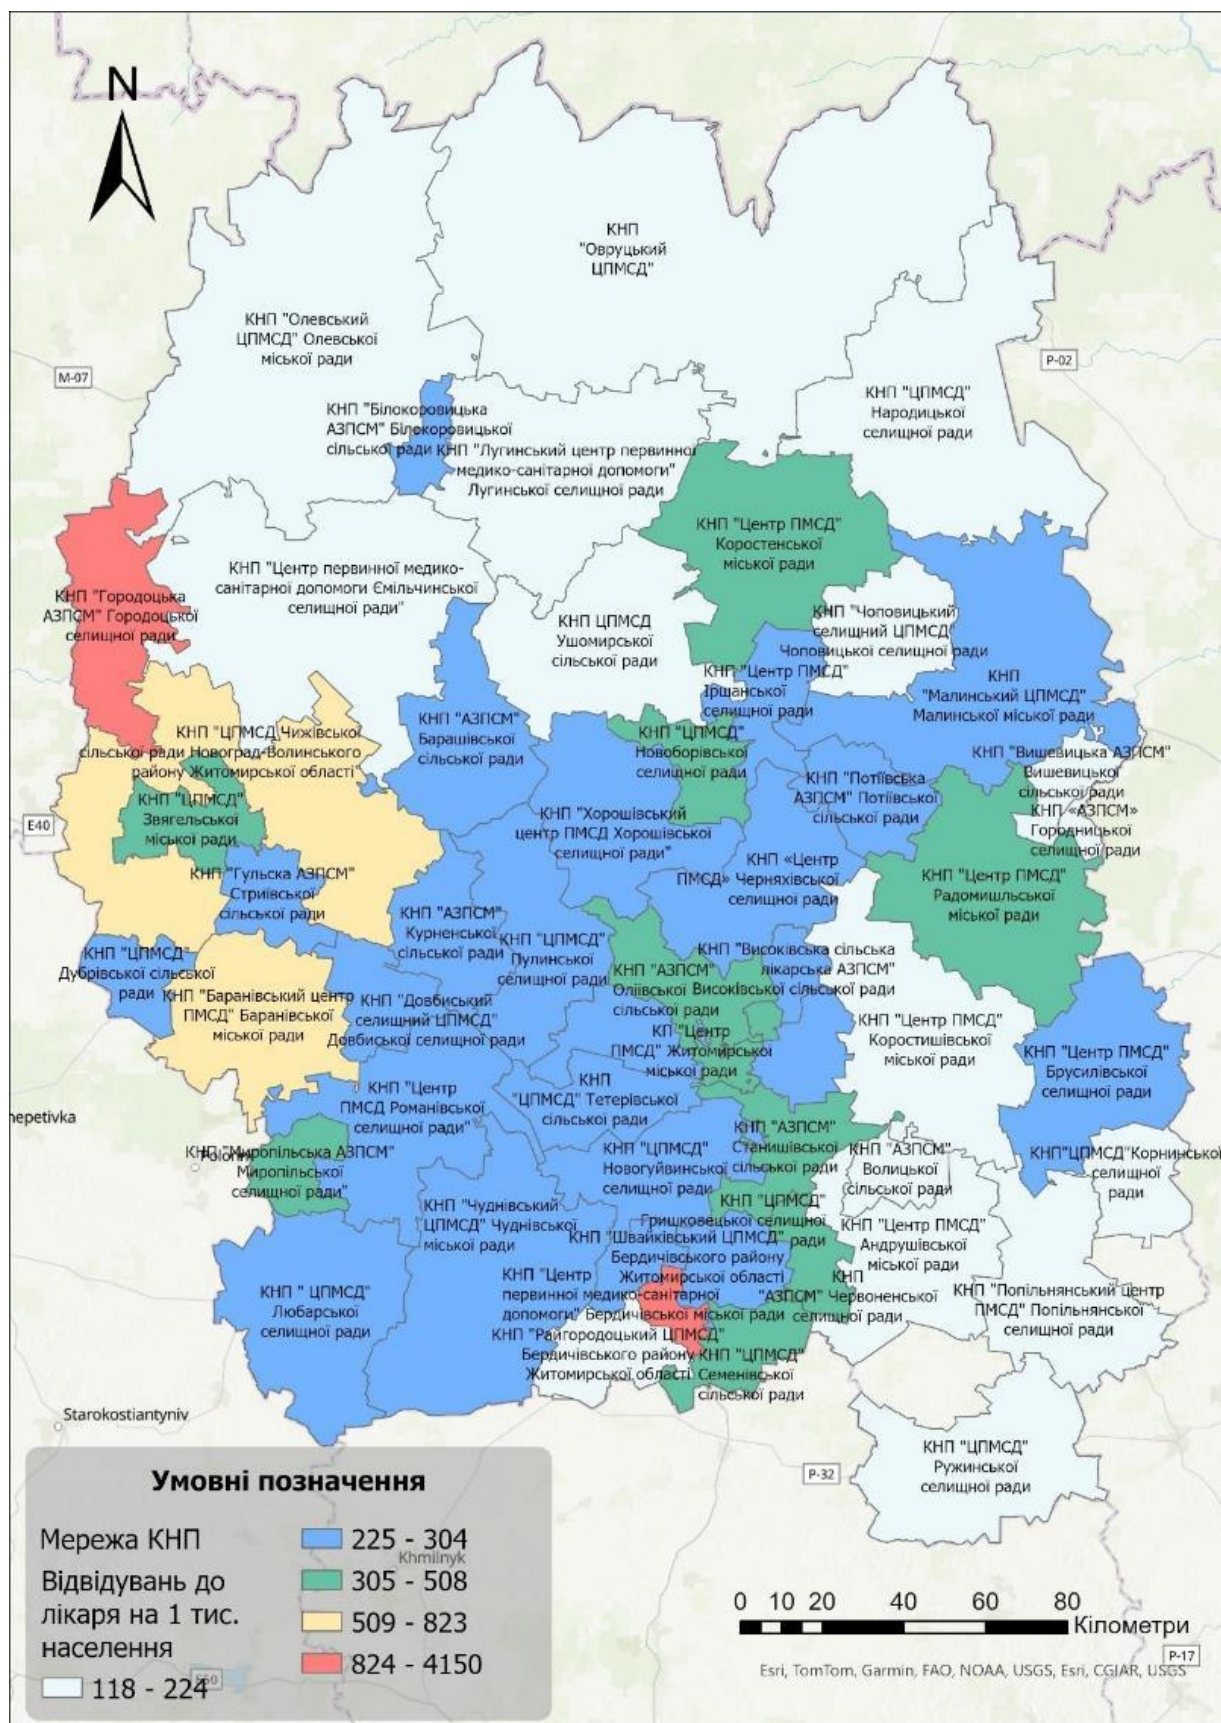 N
КНП
"Овруцький
ЦПМСД"
КНП "Олевський
ЦПМСД" Олевської
міської ради
M-07
P-02
КНП "ЦПМСД"
Народицької
селищної ради
КНП "Білокоровицька
АЗПСМ" Білокоровицької
сільської ради
КНП "Лугинський центр первинної
медико-санітарної допомоги"
Лугинської селищної ради
КНП "Центр ПМСД"
Коростенської
міської ради
КНП "Центр первинної медико-
санітарної допомоги Ємільчинської
селищної ради"
КНП "Городоцька
АЗПСМ" Городоцької
селищної ради
КНП ЦПМСД
Ушомирської
сільської ради
КНП "Чоповицький
селищний ЦПМСД"
Чоповицької селищної ради
КНП "Центр ПМСД"
Іршанської
селищної ради
КНП
"Малинський ЦПМСД"
Малинської міської ради
КНП "АЗПСМ"
Барашівської
сільської ради
КНП "ЦПМСД Чижівської
сільської ради Новоград-Волинського
району Житомирської області"
КНП "ЦПМСД"
Новоборівської
селищної ради
КНП "Вишевицька АЗПСМ"
Вишевицької
сільської ради
КНП "Потіївська
АЗПСМ" Потіївської
сільської ради
КНП "ЦПМСД"
Звягельської
міської ради
КНП «АЗПСМ»
Городницької
селищної ради
E40
КНП "Хорошівський
центр ПМСД Хорошівської
селищної ради"
КНП «Центр
ПМСД» Черняхівської
селищної ради
КНП "Гульска АЗПСМ"
Стриївської
сільської ради
КНП "Центр ПМСД"
Радомишльської
міської ради
КНП "АЗПСМ"
Курненської
сільської ради
КНП "ЦПМСД"
Пулинської
селищної ради
КНП "Високівська сільська
лікарська АЗПСМ"
Високівської сільської ради
КНП "ЦПМСД"
Дубрівської сільської
ради
КНП "АЗПСМ"
Оліївської
сільської ради
КНП "Баранівський центр
ПМСД" Баранівської
міської ради
КНП "Довбиський
селищний ЦПМСД"
Довбиської селищної ради
КНП "Центр ПМСД"
Коростишівської
міської ради
КП "Центр
ПМСД" Житомирської
міської ради
КНП "Центр ПМСД"
Брусилівської
селищної ради
КНП "Центр
ПМСД Романівської
селищної ради"
КНП
"ЦПМСД" Тетерівської
сільської ради
hepetivka
КНП "АЗПСМ"
Станишівської
сільської ради
КНП "Миропільська АЗПСМ"
Миропільської
селищної ради"
КНП "ЦПМСД"
Новогуйвинської
селищної ради
КНП "АЗПСМ"
Волицької
сільської ради
КНП"ЦПМСД"Корнинської
селищної
ради
КНП "Чуднівський
ЦПМСД" Чуднівської
міської ради
КНП "ЦПМСД"
Гришковецької селищної
ради
КНП "Центр ПМСД"
Андрушівської
міської ради
КНП "Швайківський ЦПМСД"
Бердичівського району
Житомирської області
КНП " ЦПМСД"
Любарської
селищної ради
КНП "Центр
первинної медико-санітарної
допомоги" Бердичівської міської ради
КНП
"АЗПСМ" Червоненської
селищної ради
КНП "Попільнянський центр
ПМСД" Попільнянської
селищної ради
КНП "Райгородоцький ЦПМСД"
Бердичівського району
Житомирської області
КНП "ЦПМСД"
Семенівської
сільської ради
Starokostiantyniv
КНП "ЦПМСД"
Ружинської
селищної ради
P-32
Умовні позначення
Мережа КНП
Відвідувань до
лікаря на 1 тис.
населення
118 - 224
225 - 304
Khmilnyk
305 - 508
509 - 823
824 - 4150
0 10 20 40 60 80
Кілометри
P-17
Esri, TomTom, Garmin, FAO, NOAA, USGS, Esri, CGIAR, USGS